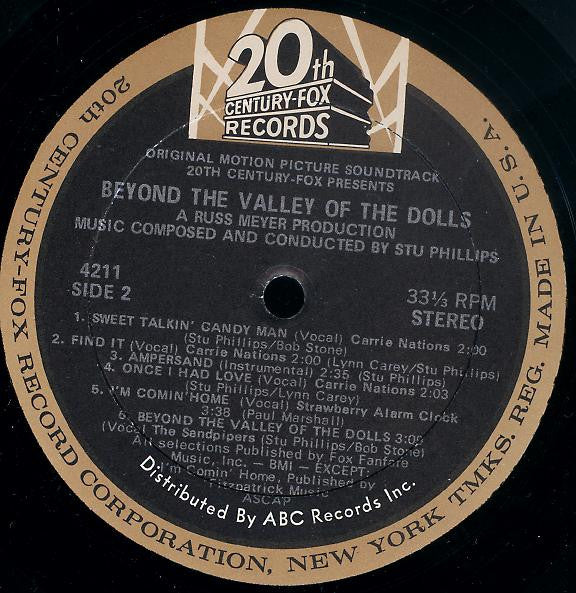 20th
CENTURY-FOX
RECORDS
ORIGINAL MOTION PICTURE SOUNDTRACK
20TH CENTURY-FOX PRESENTS
BEYOND THE VALLEY OF THE DOLLS
A RUSS MEYER PRODUCTION
MUSIC COMPOSED AND CONDUCTED BY STU PHILLIPS
4211
SIDE 2
33⅓ RPM
STEREO
1. SWEET TALKIN' CANDY MAN (Vocal) Carrie Nations 2:00
(Stu Phillips/Bob Stone)
2. FIND IT (Vocal) Carrie Nations 2:00 (Lynn Carey/Stu Phillips)
3. AMPERSAND (Instrumental) 2:35 (Stu Phillips)
4. ONCE I HAD LOVE (Vocal) Carrie Nations 2:03
(Stu Phillips/Lynn Carey)
5. I'M COMIN' HOME (Vocal) Strawberry Alarm Clock
3:38 (Paul Marshall)
6. BEYOND THE VALLEY OF THE DOLLS 3:09
(Vocal The Sandpipers) (Stu Phillips/Bob Stone)
All selections Published by Fox Fanfare
Music, Inc. — BMI — EXCEPT:
I'm Comin' Home, Published by
Fitzpatrick Music
ASCAP
Distributed By ABC Records Inc.
20th CENTURY-FOX RECORD CORPORATION, NEW YORK TMKS. REG. MADE IN U.S.A.